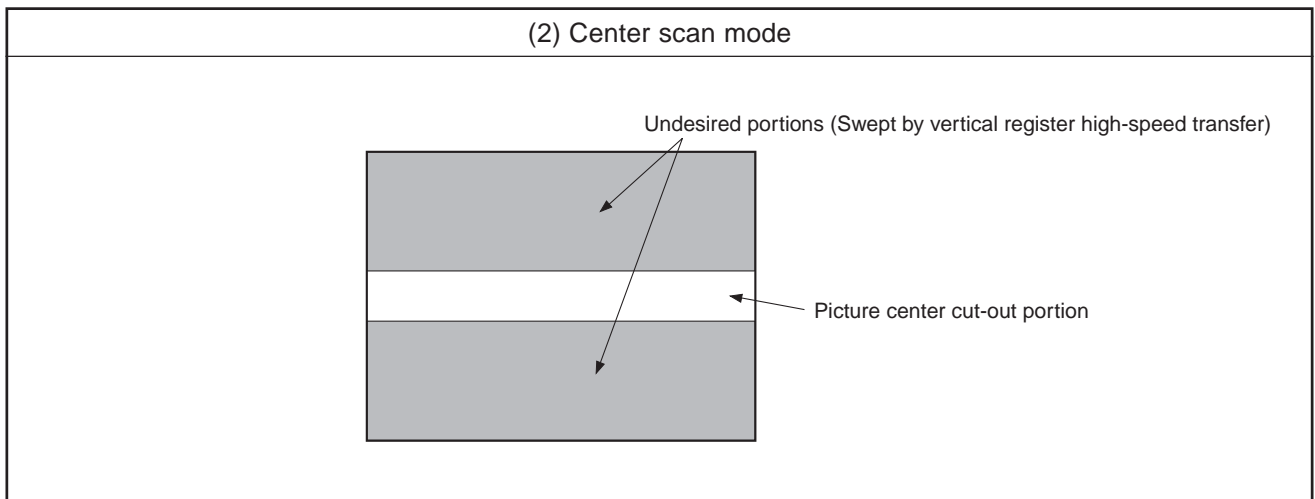 (2) Center scan mode
Undesired portions (Swept by vertical register high-speed transfer)
Picture center cut-out portion